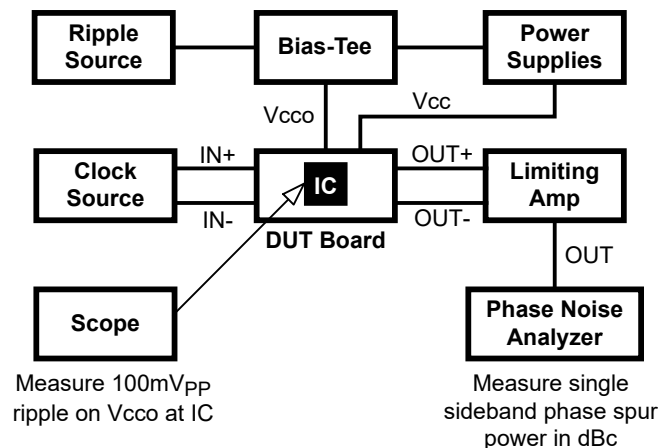 Ripple
Source
Bias-Tee
Power
Supplies
Vcco
Vcc
Clock
Source
IN+
IN-
IC
DUT Board
OUT+
OUT-
Limiting
Amp
OUT
Scope
Phase Noise
Analyzer
Measure 100mVPP
ripple on Vcco at IC
Measure single
sideband phase spur
power in dBc